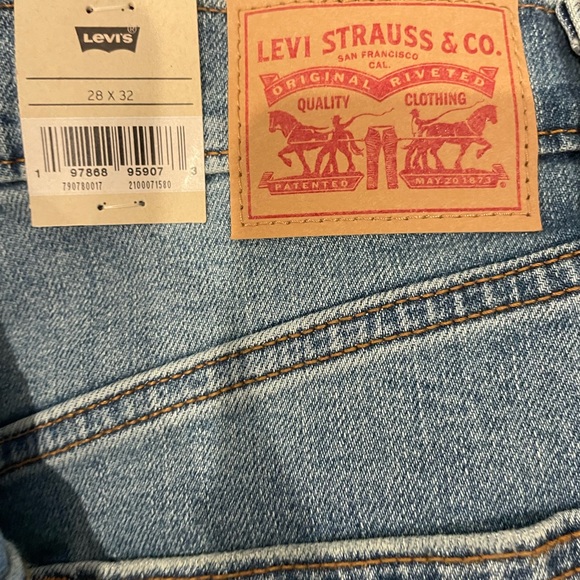 LEVI'S®
28 X 32
1 97868 95907 3
790780017 2100071580
LEVI STRAUSS & CO.
SAN FRANCISCO
CAL.
ORIGINAL RIVETED
QUALITY CLOTHING
PATENTED MAY 20 1873